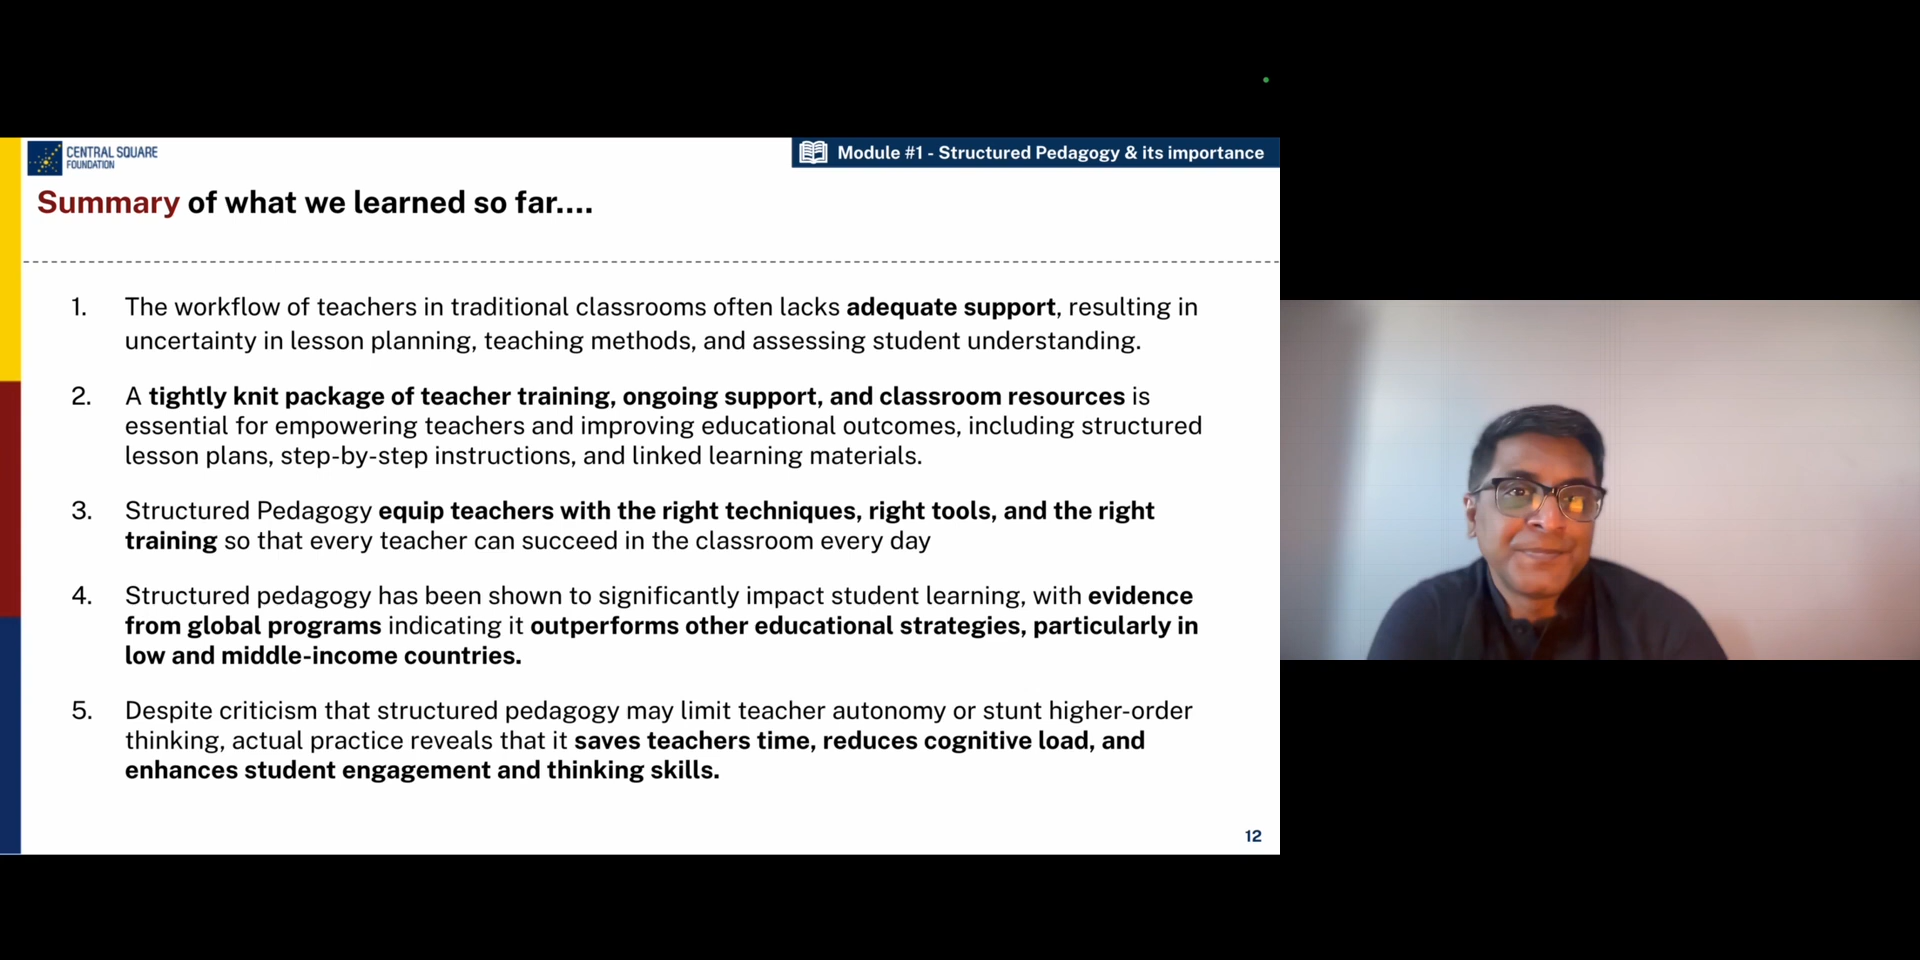 CENTRAL SQUARE
FOUNDATION
Module #1 - Structured Pedagogy & its importance
Summary of what we learned so far....
1. The workflow of teachers in traditional classrooms often lacks adequate support, resulting in
uncertainty in lesson planning, teaching methods, and assessing student understanding.
2. A tightly knit package of teacher training, ongoing support, and classroom resources is
essential for empowering teachers and improving educational outcomes, including structured
lesson plans, step-by-step instructions, and linked learning materials.
3. Structured Pedagogy equip teachers with the right techniques, right tools, and the right
training so that every teacher can succeed in the classroom every day
4. Structured pedagogy has been shown to significantly impact student learning, with evidence
from global programs indicating it outperforms other educational strategies, particularly in
low and middle-income countries.
5. Despite criticism that structured pedagogy may limit teacher autonomy or stunt higher-order
thinking, actual practice reveals that it saves teachers time, reduces cognitive load, and
enhances student engagement and thinking skills.
12